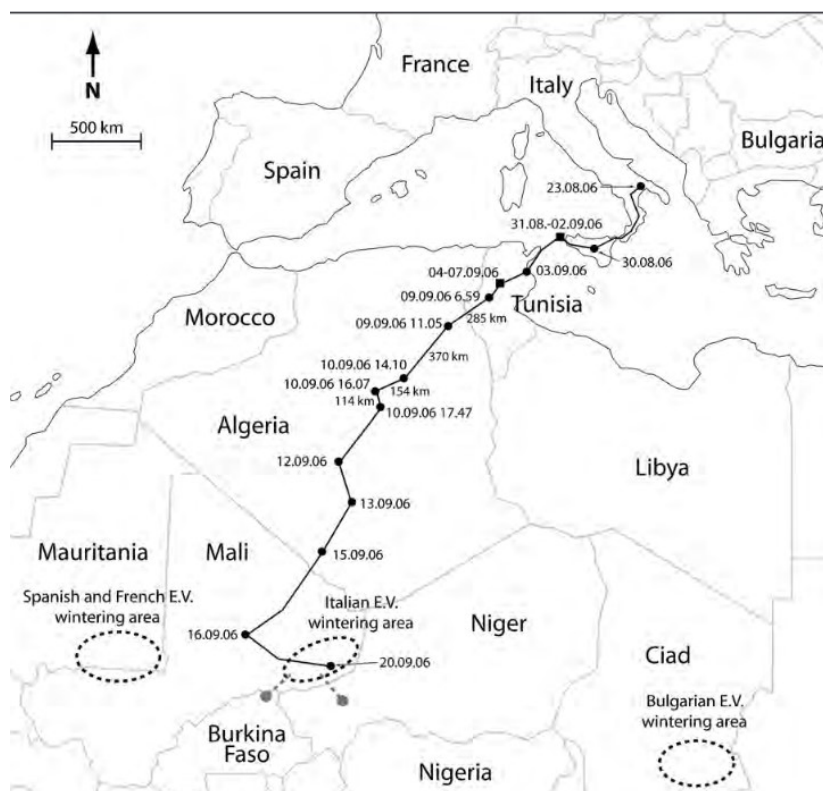 France
Italy
N
500 km
Bulgaria
Spain
23.08.06
31.08.-02.09.06
30.08.06
04-07.09.06
03.09.06
09.09.06 6.59
Tunisia
285 km
Morocco
09.09.06 11.05
370 km
10.09.06 14.10
10.09.06 16.07
154 km
114 km
10.09.06 17.47
Algeria
12.09.06
Libya
13.09.06
15.09.06
Mauritania
Mali
Spanish and French E.V.
wintering area
Italian E.V.
wintering area
16.09.06
Niger
20.09.06
Ciad
Bulgarian E.V.
wintering area
Burkina
Faso
Nigeria